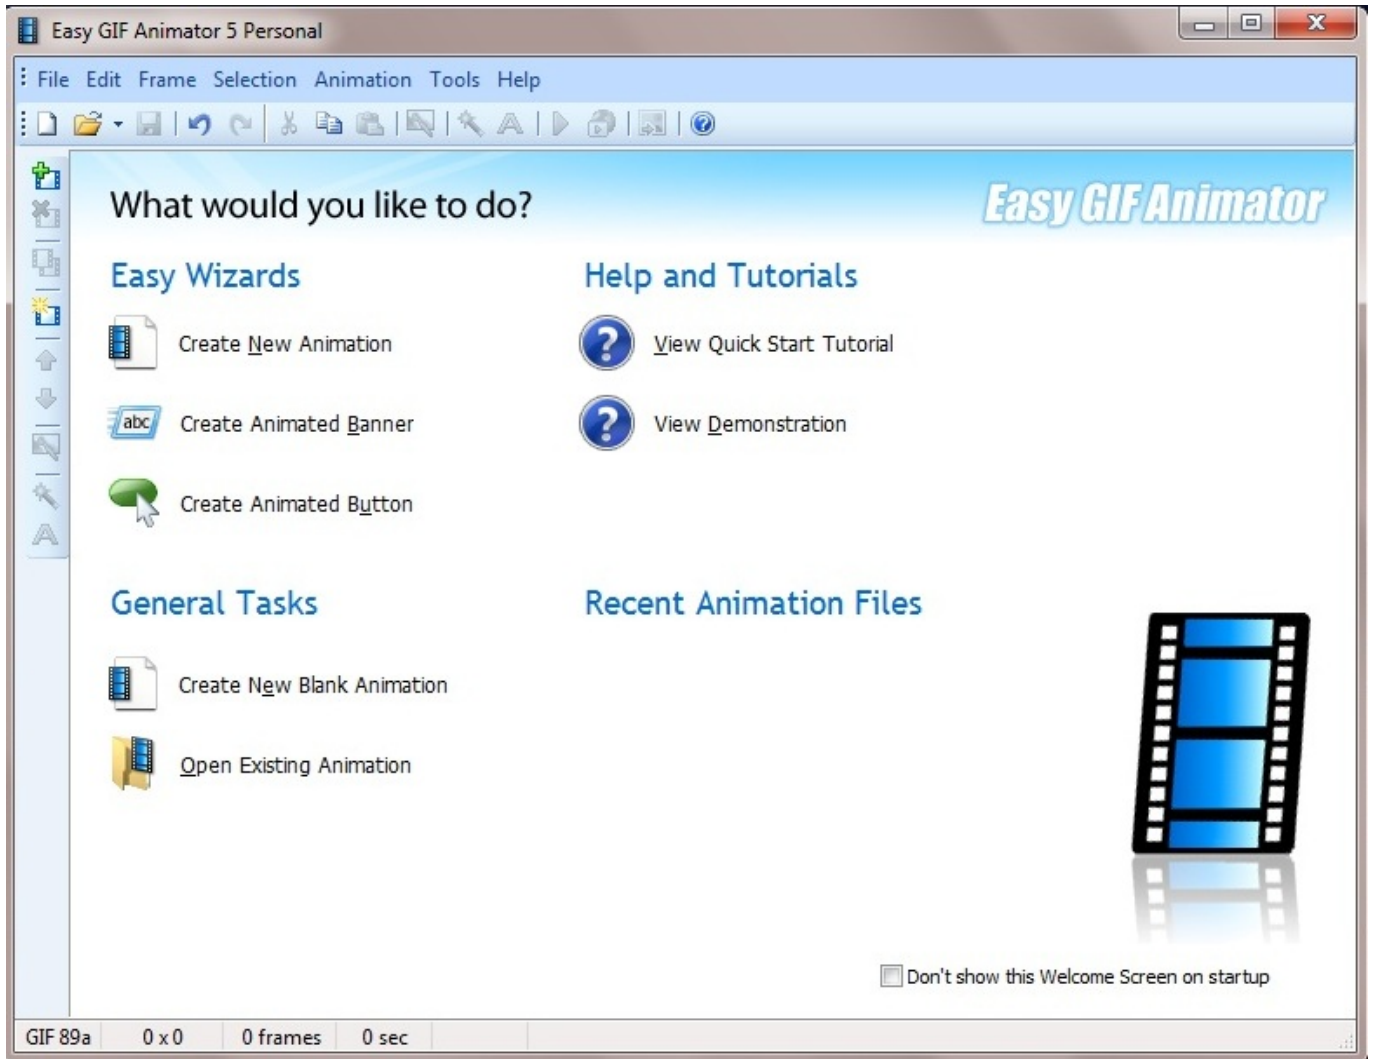 Easy GIF Animator 5 Personal
File Edit Frame Selection Animation Tools Help
What would you like to do?
Easy GIF Animator
Easy Wizards
Create New Animation
abc Create Animated Banner
Create Animated Button
Help and Tutorials
? View Quick Start Tutorial
? View Demonstration
General Tasks
Create New Blank Animation
Open Existing Animation
Recent Animation Files
Don't show this Welcome Screen on startup
GIF 89a 0 x 0 0 frames 0 sec